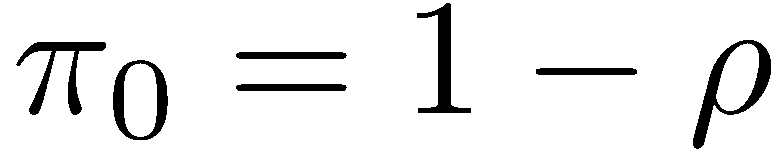 π₀ = 1 − ρ